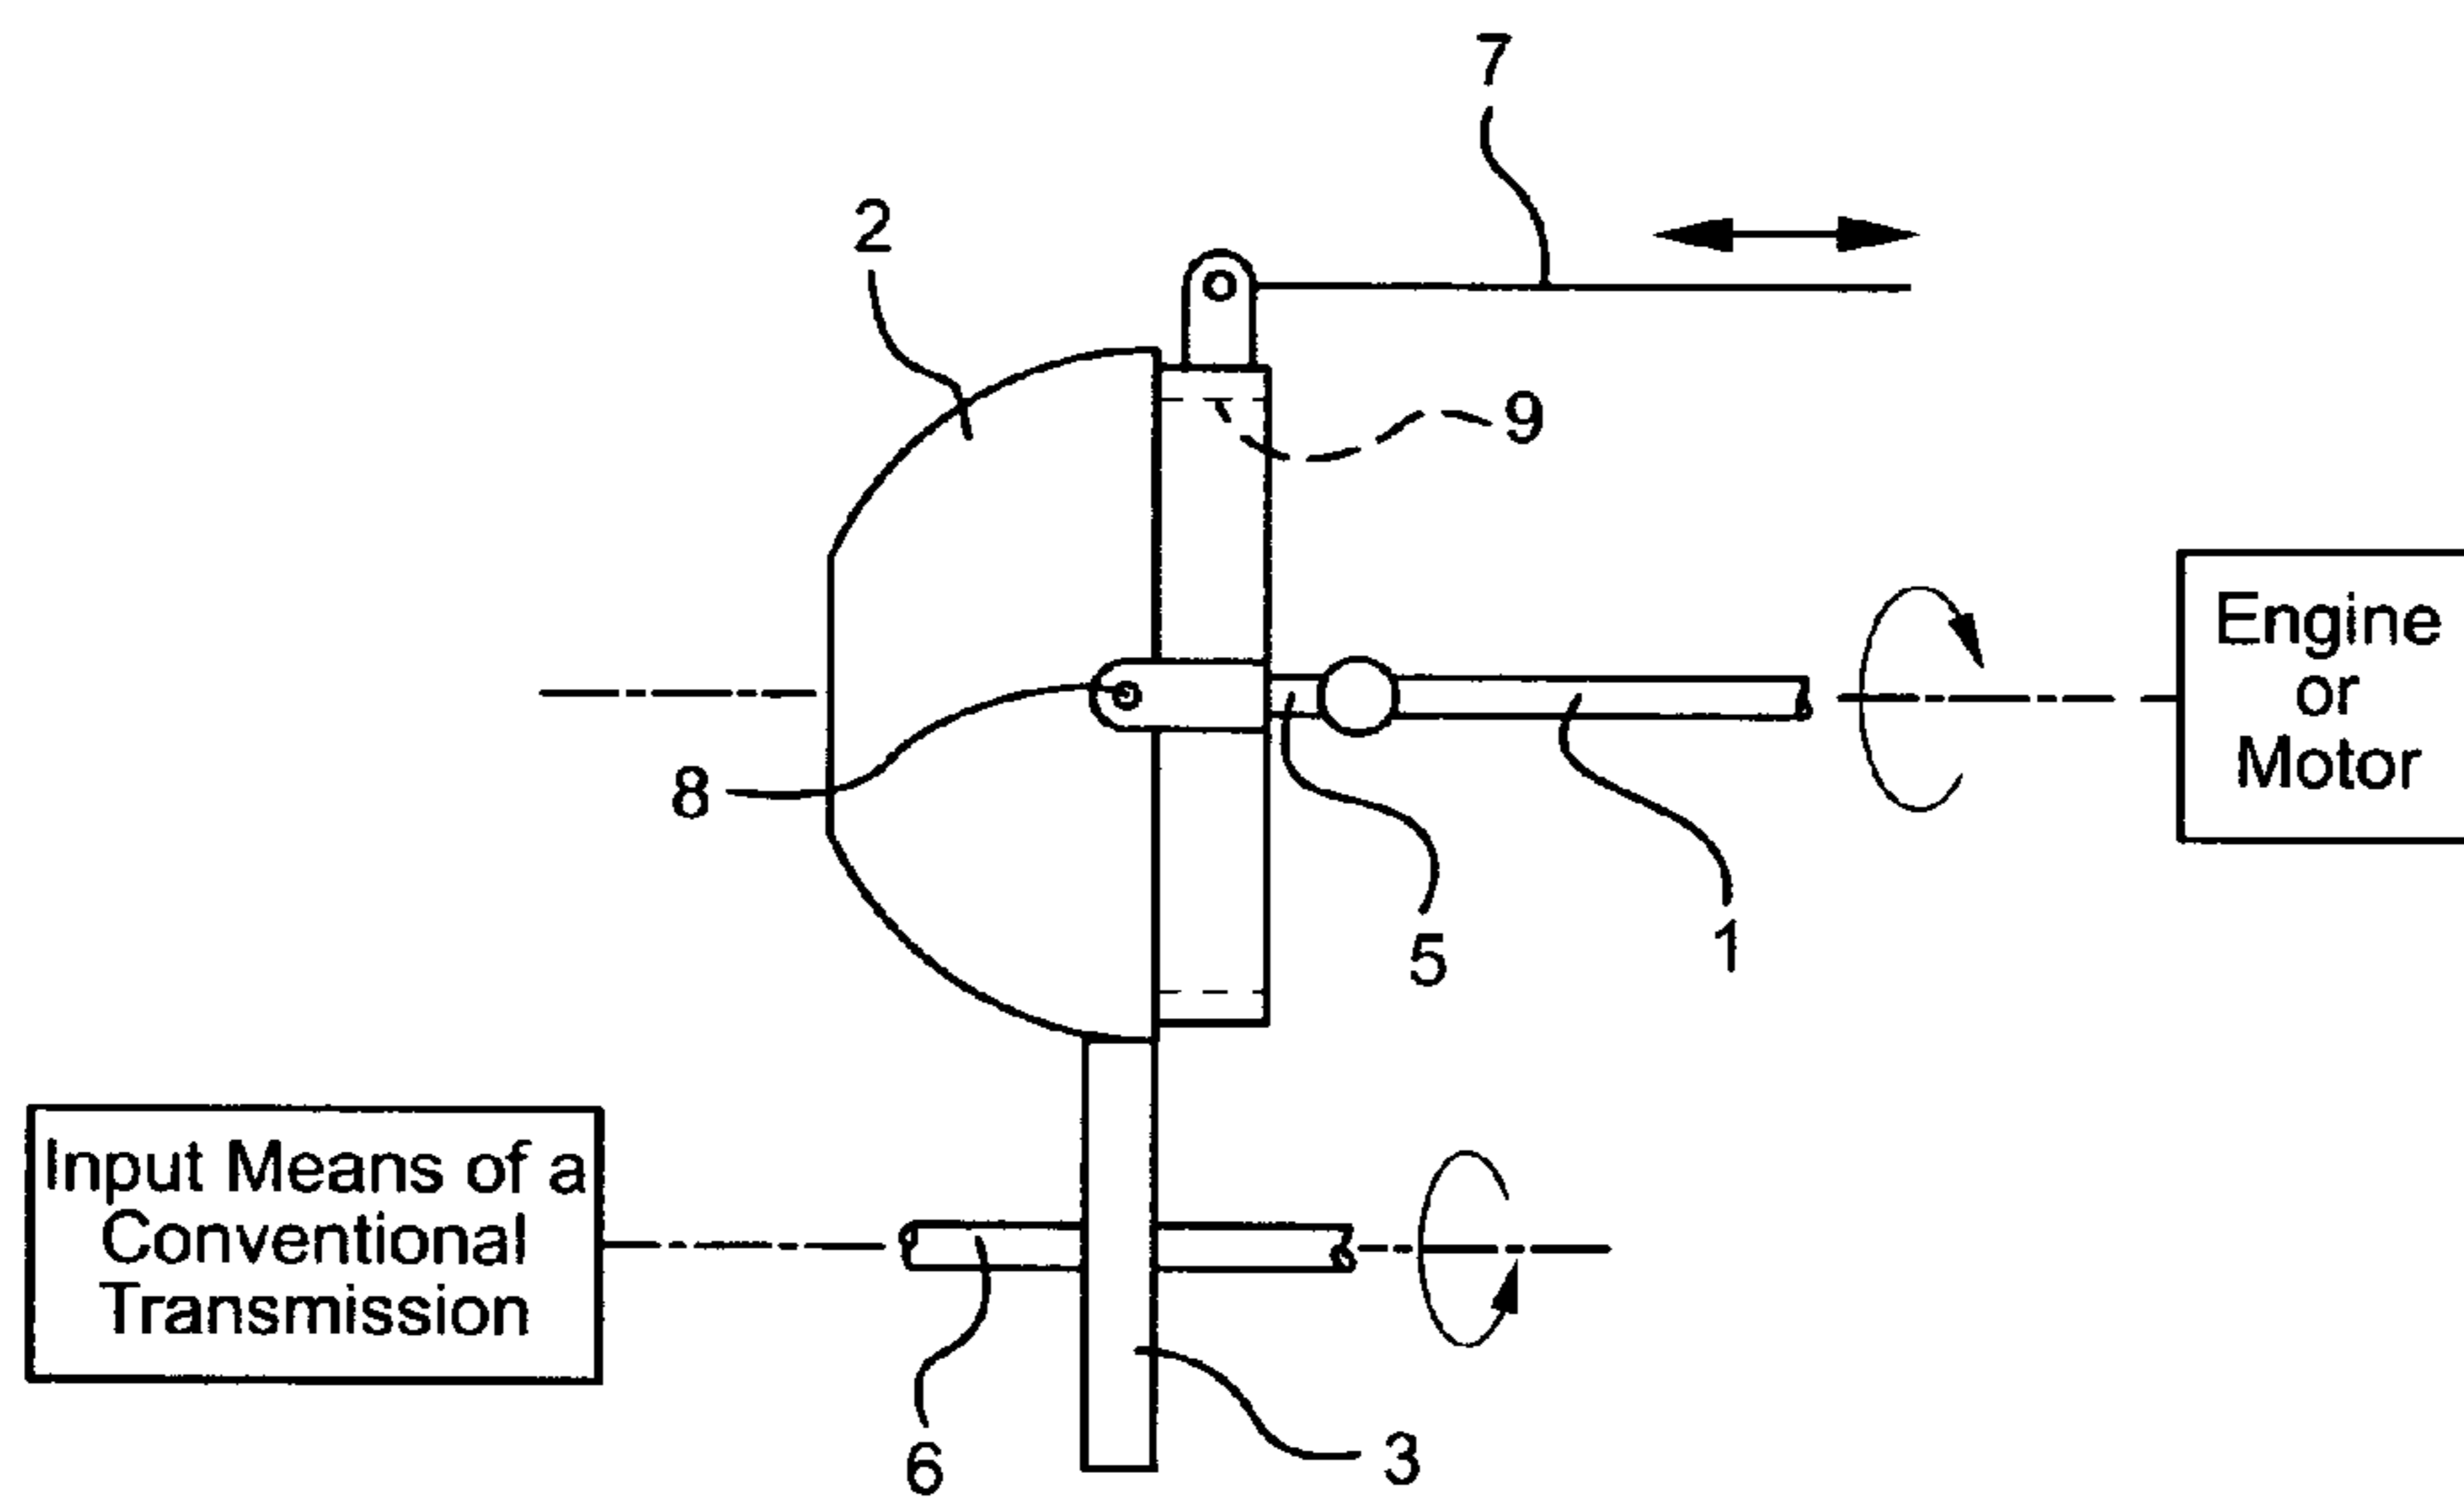 7
2
9
Engine
or
Motor
8
5
1
Input Means of a
Conventional
Transmission
6
3